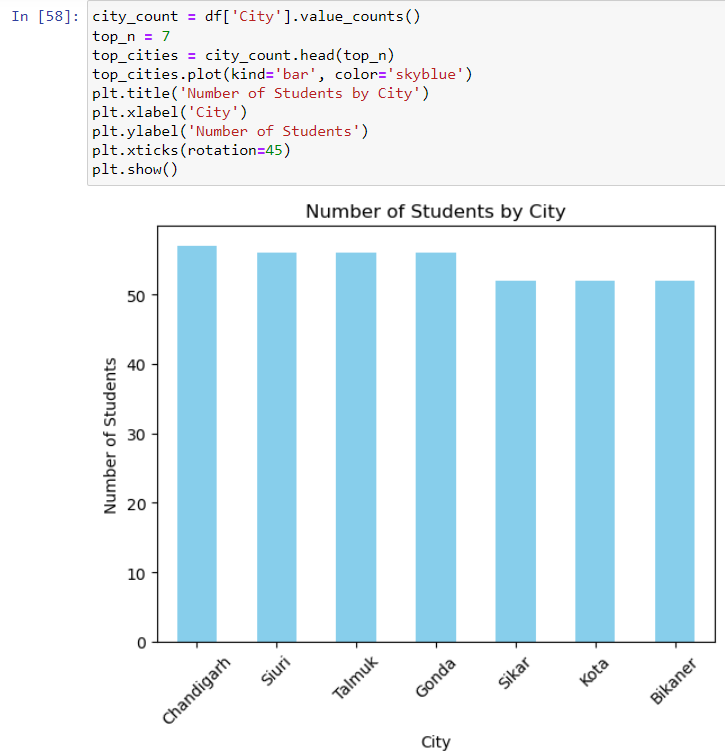 In [58]: city_count = df['City'].value_counts()
top_n = 7
top_cities = city_count.head(top_n)
top_cities.plot(kind='bar', color='skyblue')
plt.title('Number of Students by City')
plt.xlabel('City')
plt.ylabel('Number of Students')
plt.xticks(rotation=45)
plt.show()
Number of Students by City
Number of Students
50
40
30
20
10
0
Chandigarh
Siuri
Talmuk
Gonda
Sikar
Kota
Bikaner
City